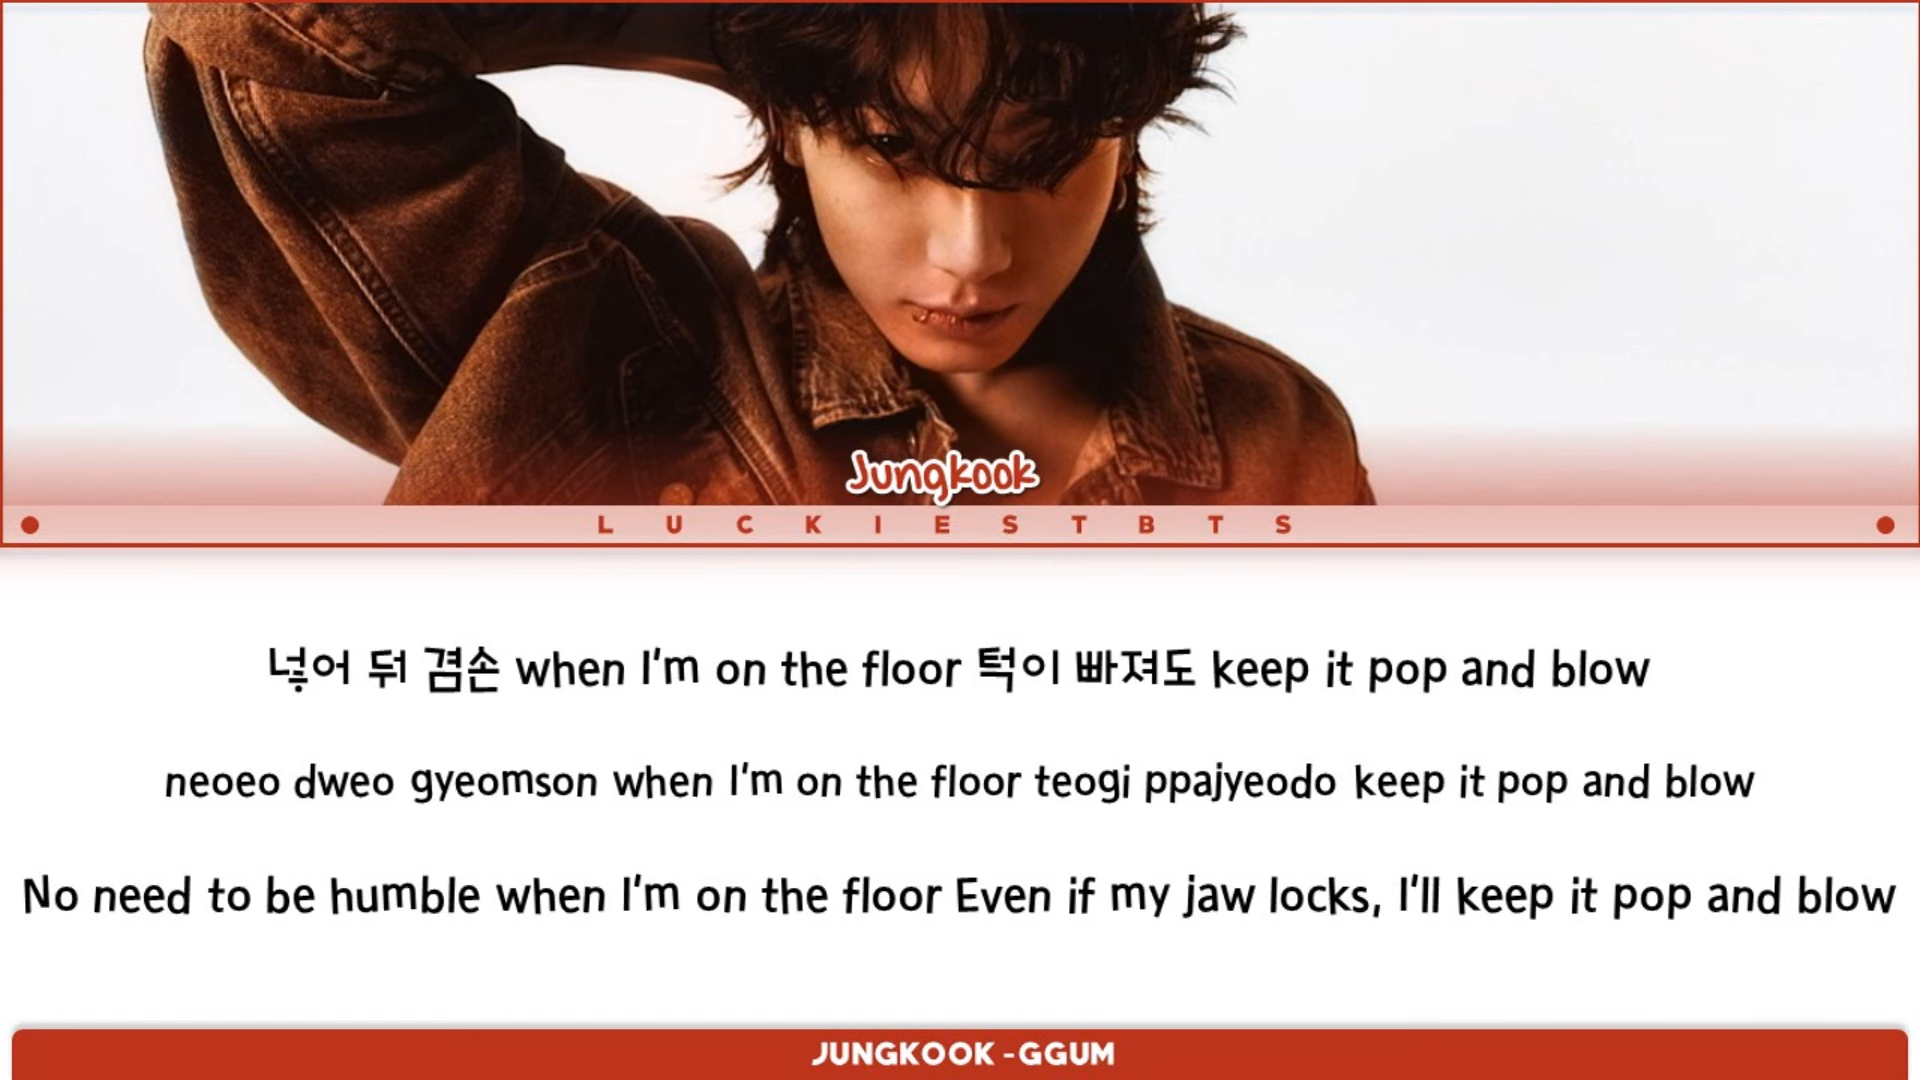 Jungkook
LUCKIESTBTS
넣어 둬 겸손 when I'm on the floor 턱이 빠져도 keep it pop and blow
neoeo dweo gyeomson when I'm on the floor teogi ppajyeodo keep it pop and blow
No need to be humble when I'm on the floor Even if my jaw locks, I'll keep it pop and blow
JUNGKOOK - GGUM